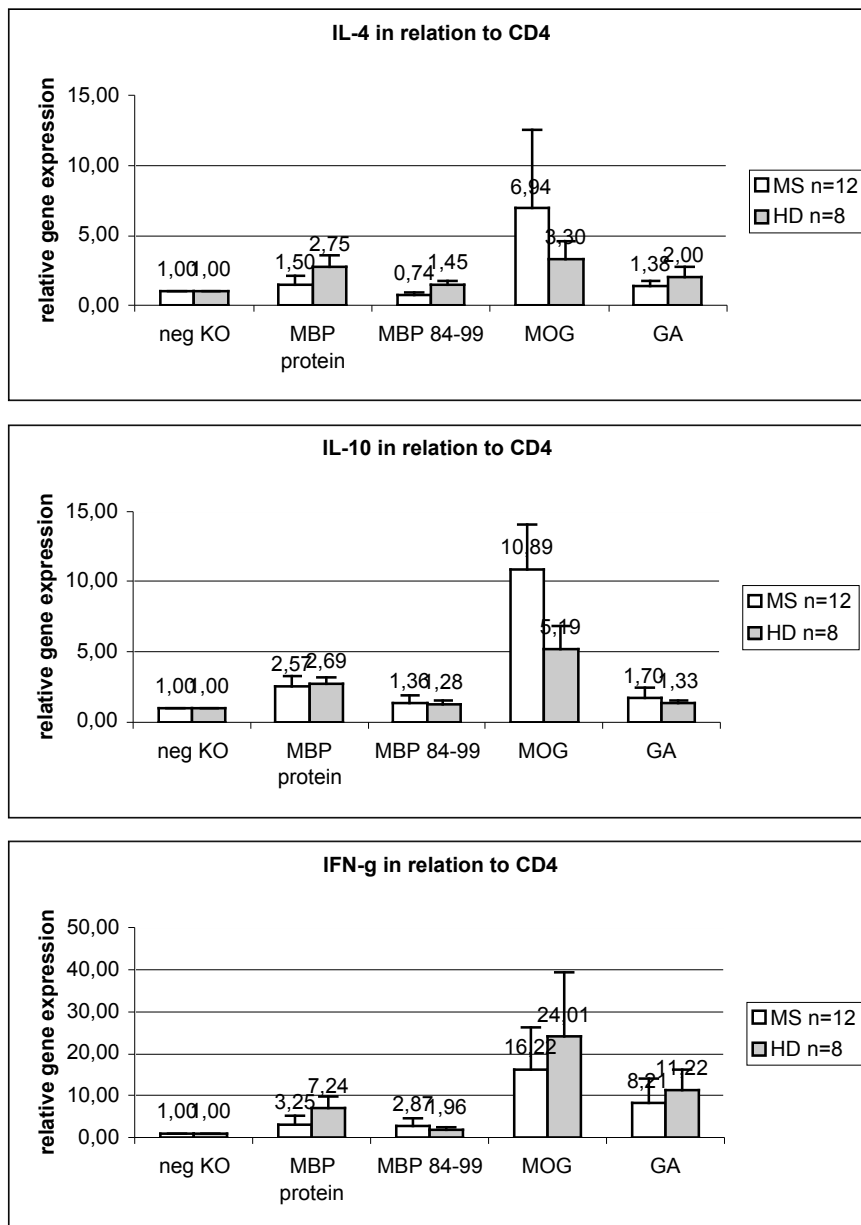 IL-4 in relation to CD4
relative gene expression
15,00
10,00
5,00
0,00
1,00 1,00
1,50 2,75
0,74 1,45
6,94 3,30
1,38 2,00
neg KO
MBP protein
MBP 84-99
MOG
GA
MS n=12
HD n=8
IL-10 in relation to CD4
relative gene expression
15,00
10,00
5,00
0,00
1,00 1,00
2,57 2,69
1,36 1,28
10,89 5,19
1,70 1,33
neg KO
MBP protein
MBP 84-99
MOG
GA
MS n=12
HD n=8
IFN-g in relation to CD4
relative gene expression
50,00
40,00
30,00
20,00
10,00
0,00
1,00 1,00
3,25 7,24
2,87 1,96
16,22 24,01
8,21 11,22
neg KO
MBP protein
MBP 84-99
MOG
GA
MS n=12
HD n=8